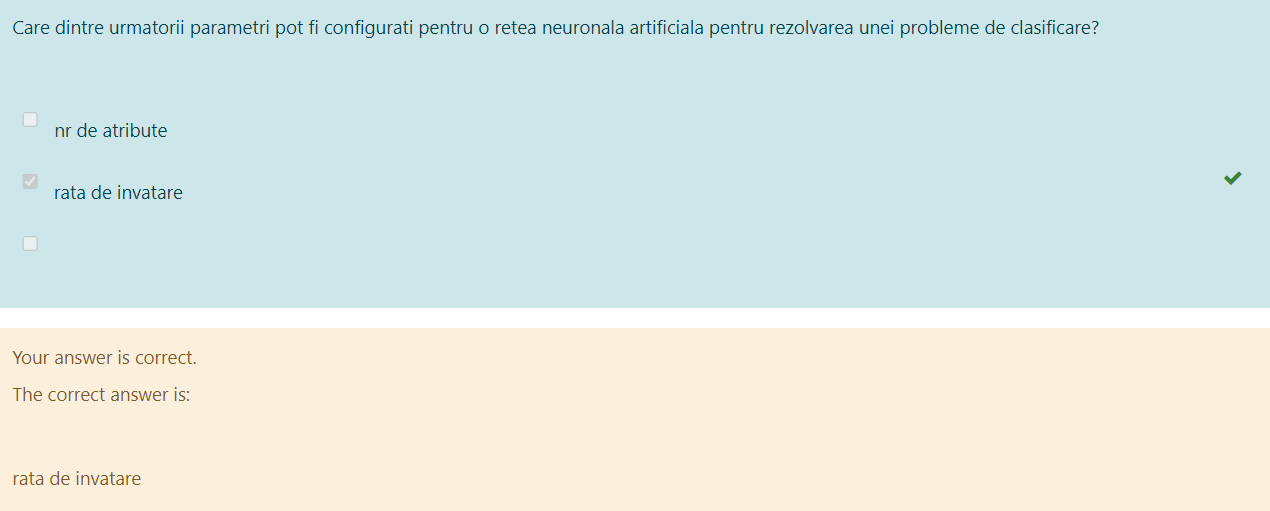 Care dintre urmatorii parametri pot fi configurati pentru o retea neuronala artificiala pentru rezolvarea unei probleme de clasificare?
nr de atribute
rata de invatare
Your answer is correct.
The correct answer is:
rata de invatare